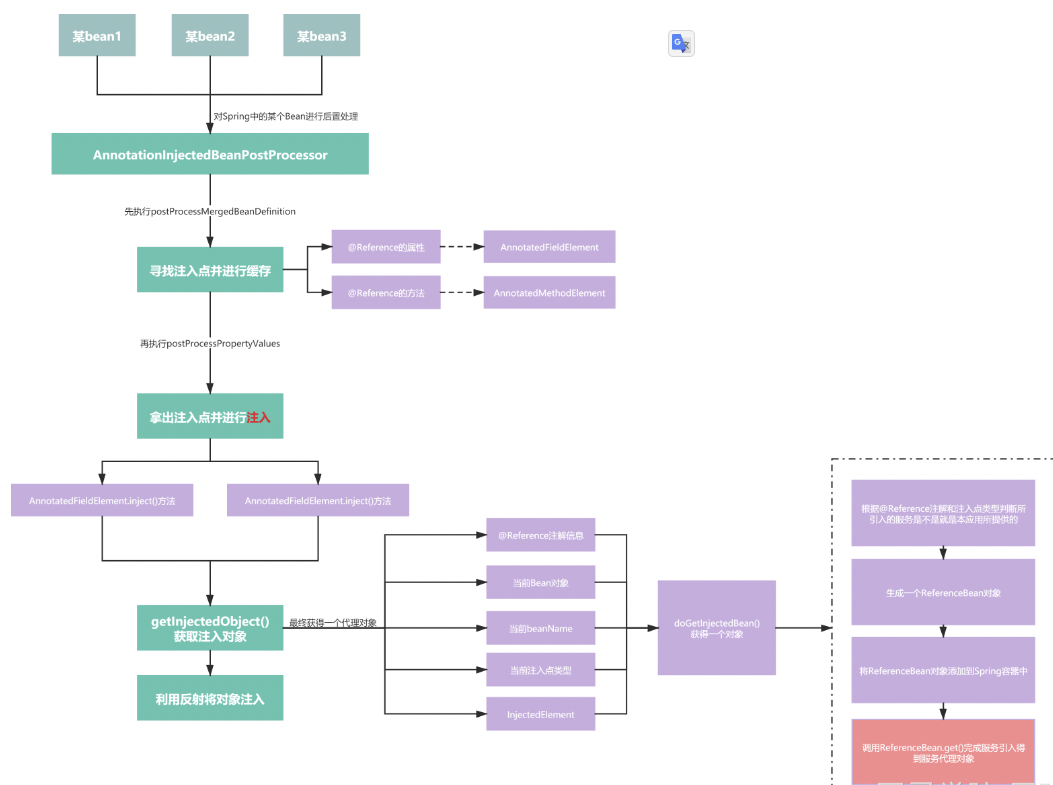 某bean1
某bean2
某bean3
对Spring中的某个Bean进行后置处理
AnnotationInjectedBeanPostProcessor
先执行postProcessMergedBeanDefinition
寻找注入点并进行缓存
@Reference的属性
AnnotatedFieldElement
@Reference的方法
AnnotatedMethodElement
再执行postProcessPropertyValues
拿出注入点并进行注入
AnnotatedFieldElement.inject()方法
AnnotatedFieldElement.inject()方法
getInjectedObject()
获取注入对象
最终获得一个代理对象
利用反射将对象注入
@Reference注解信息
当前Bean对象
当前beanName
当前注入点类型
InjectedElement
doGetInjectedBean()
获得一个对象
根据@Reference注解和注入点类型判断所
引入的服务是不是就是本应用所提供的
生成一个ReferenceBean对象
将ReferenceBean对象添加到Spring容器中
调用ReferenceBean.get()完成服务引入得
到服务代理对象